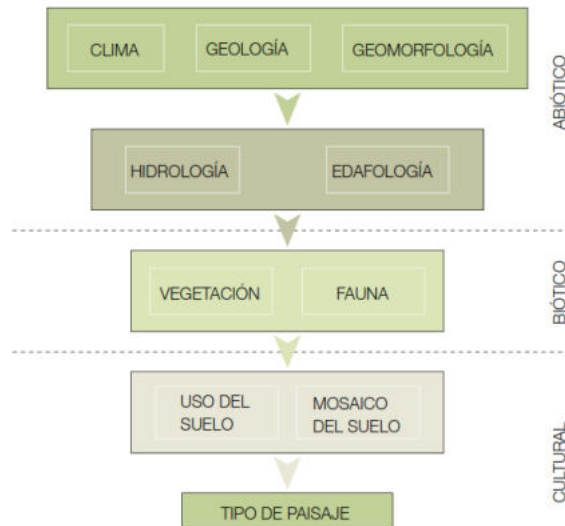 CLIMA
GEOLOGÍA
GEOMORFOLOGÍA
ABIÓTICO
HIDROLOGÍA
EDAFOLOGÍA
VEGETACIÓN
FAUNA
BIÓTICO
USO DEL
SUELO
MOSAICO
DEL SUELO
CULTURAL
TIPO DE PAISAJE